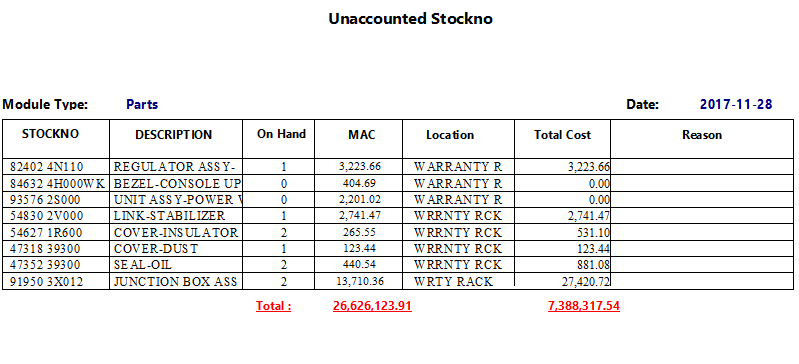 Unaccounted Stockno
Module Type: Parts Date: 2017-11-28
STOCKNO DESCRIPTION On Hand MAC Location Total Cost Reason
82402 4N110 REGULATOR ASSY- 1 3,223.66 WARRANTY R 3,223.66
84632 4H000WK BEZEL-CONSOLE UP 0 404.69 WARRANTY R 0.00
93576 2S000 UNIT ASSY-POWER 0 2,201.02 WARRANTY R 0.00
54830 2V000 LINK-STABILIZER 1 2,741.47 WRRNTY RCK 2,741.47
54627 1R600 COVER-INSULATOR 2 265.55 WRRNTY RCK 531.10
47318 39300 COVER-DUST 1 123.44 WRRNTY RCK 123.44
47352 39300 SEAL-OIL 2 440.54 WRRNTY RCK 881.08
91950 3X012 JUNCTION BOX ASS 2 13,710.36 WRTY RACK 27,420.72
Total : 26,626,123.91 7,388,317.54